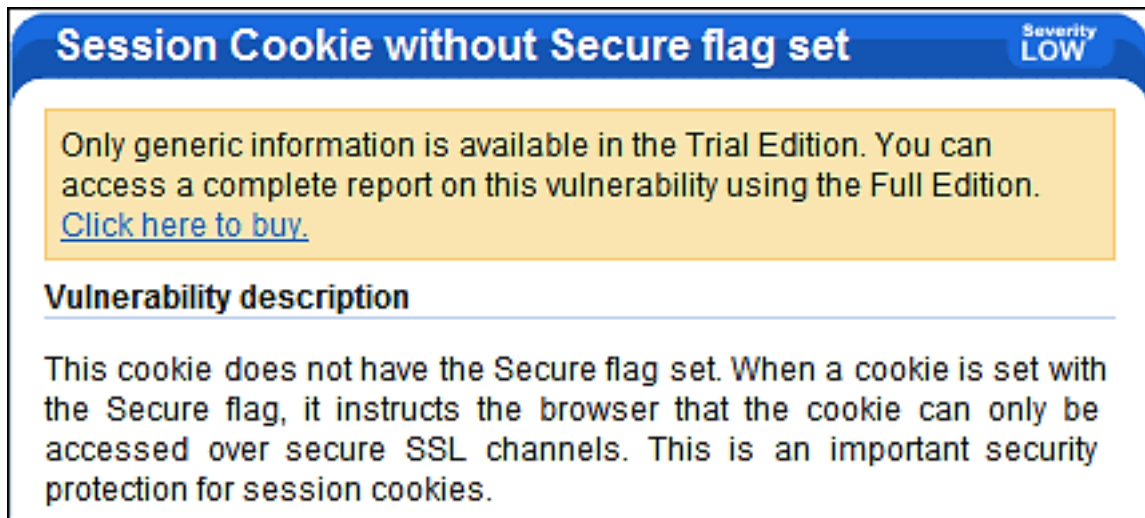 Session Cookie without Secure flag set
Severity
LOW
Only generic information is available in the Trial Edition. You can
access a complete report on this vulnerability using the Full Edition.
Click here to buy.
Vulnerability description
This cookie does not have the Secure flag set. When a cookie is set with
the Secure flag, it instructs the browser that the cookie can only be
accessed over secure SSL channels. This is an important security
protection for session cookies.